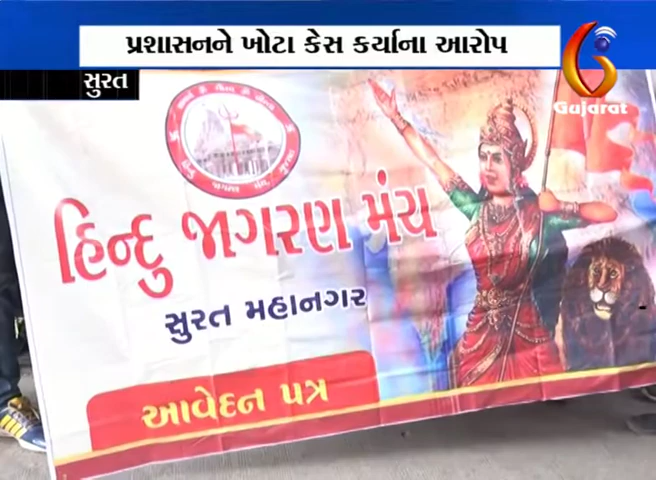 પ્રશાસનને ખોટા કેસ કર્યાના આરોપ
સુરત
Gujarat
હિન્દુ જાગરણ મંચ
સુરત મહાનગર
આવેદન પત્ર